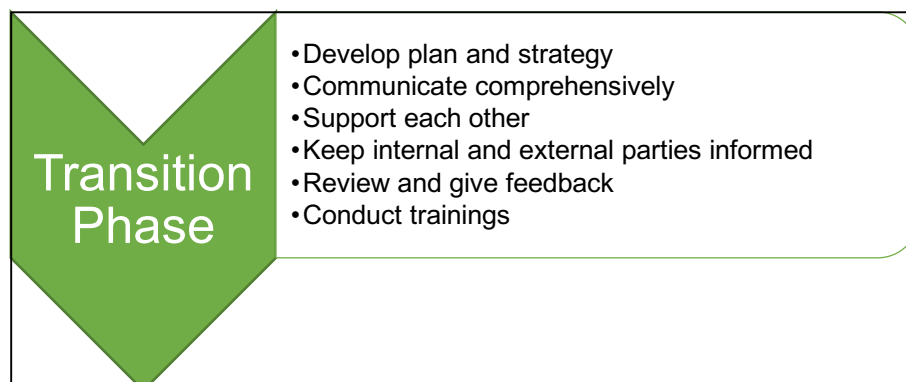 Transition
Phase
•Develop plan and strategy
•Communicate comprehensively
•Support each other
•Keep internal and external parties informed
•Review and give feedback
•Conduct trainings